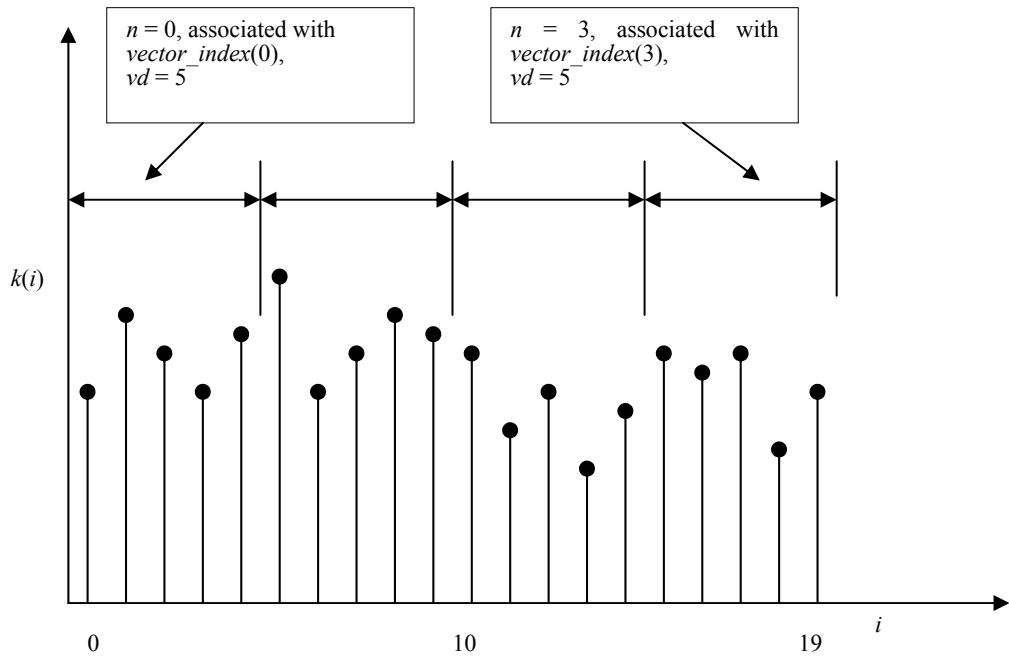 n = 0, associated with
vector_index(0),
vd = 5
n = 3, associated with
vector_index(3),
vd = 5
k(i)
i
0 10 19